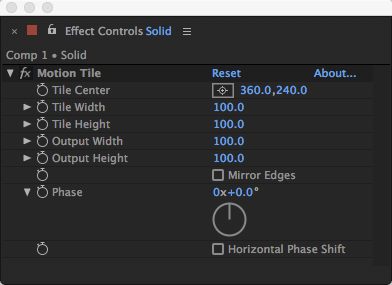 × Effect Controls Solid ≡
Comp 1 • Solid
fx Motion Tile Reset About...
Tile Center 360.0,240.0
Tile Width 100.0
Tile Height 100.0
Output Width 100.0
Output Height 100.0
Mirror Edges
Phase 0x+0.0°
Horizontal Phase Shift